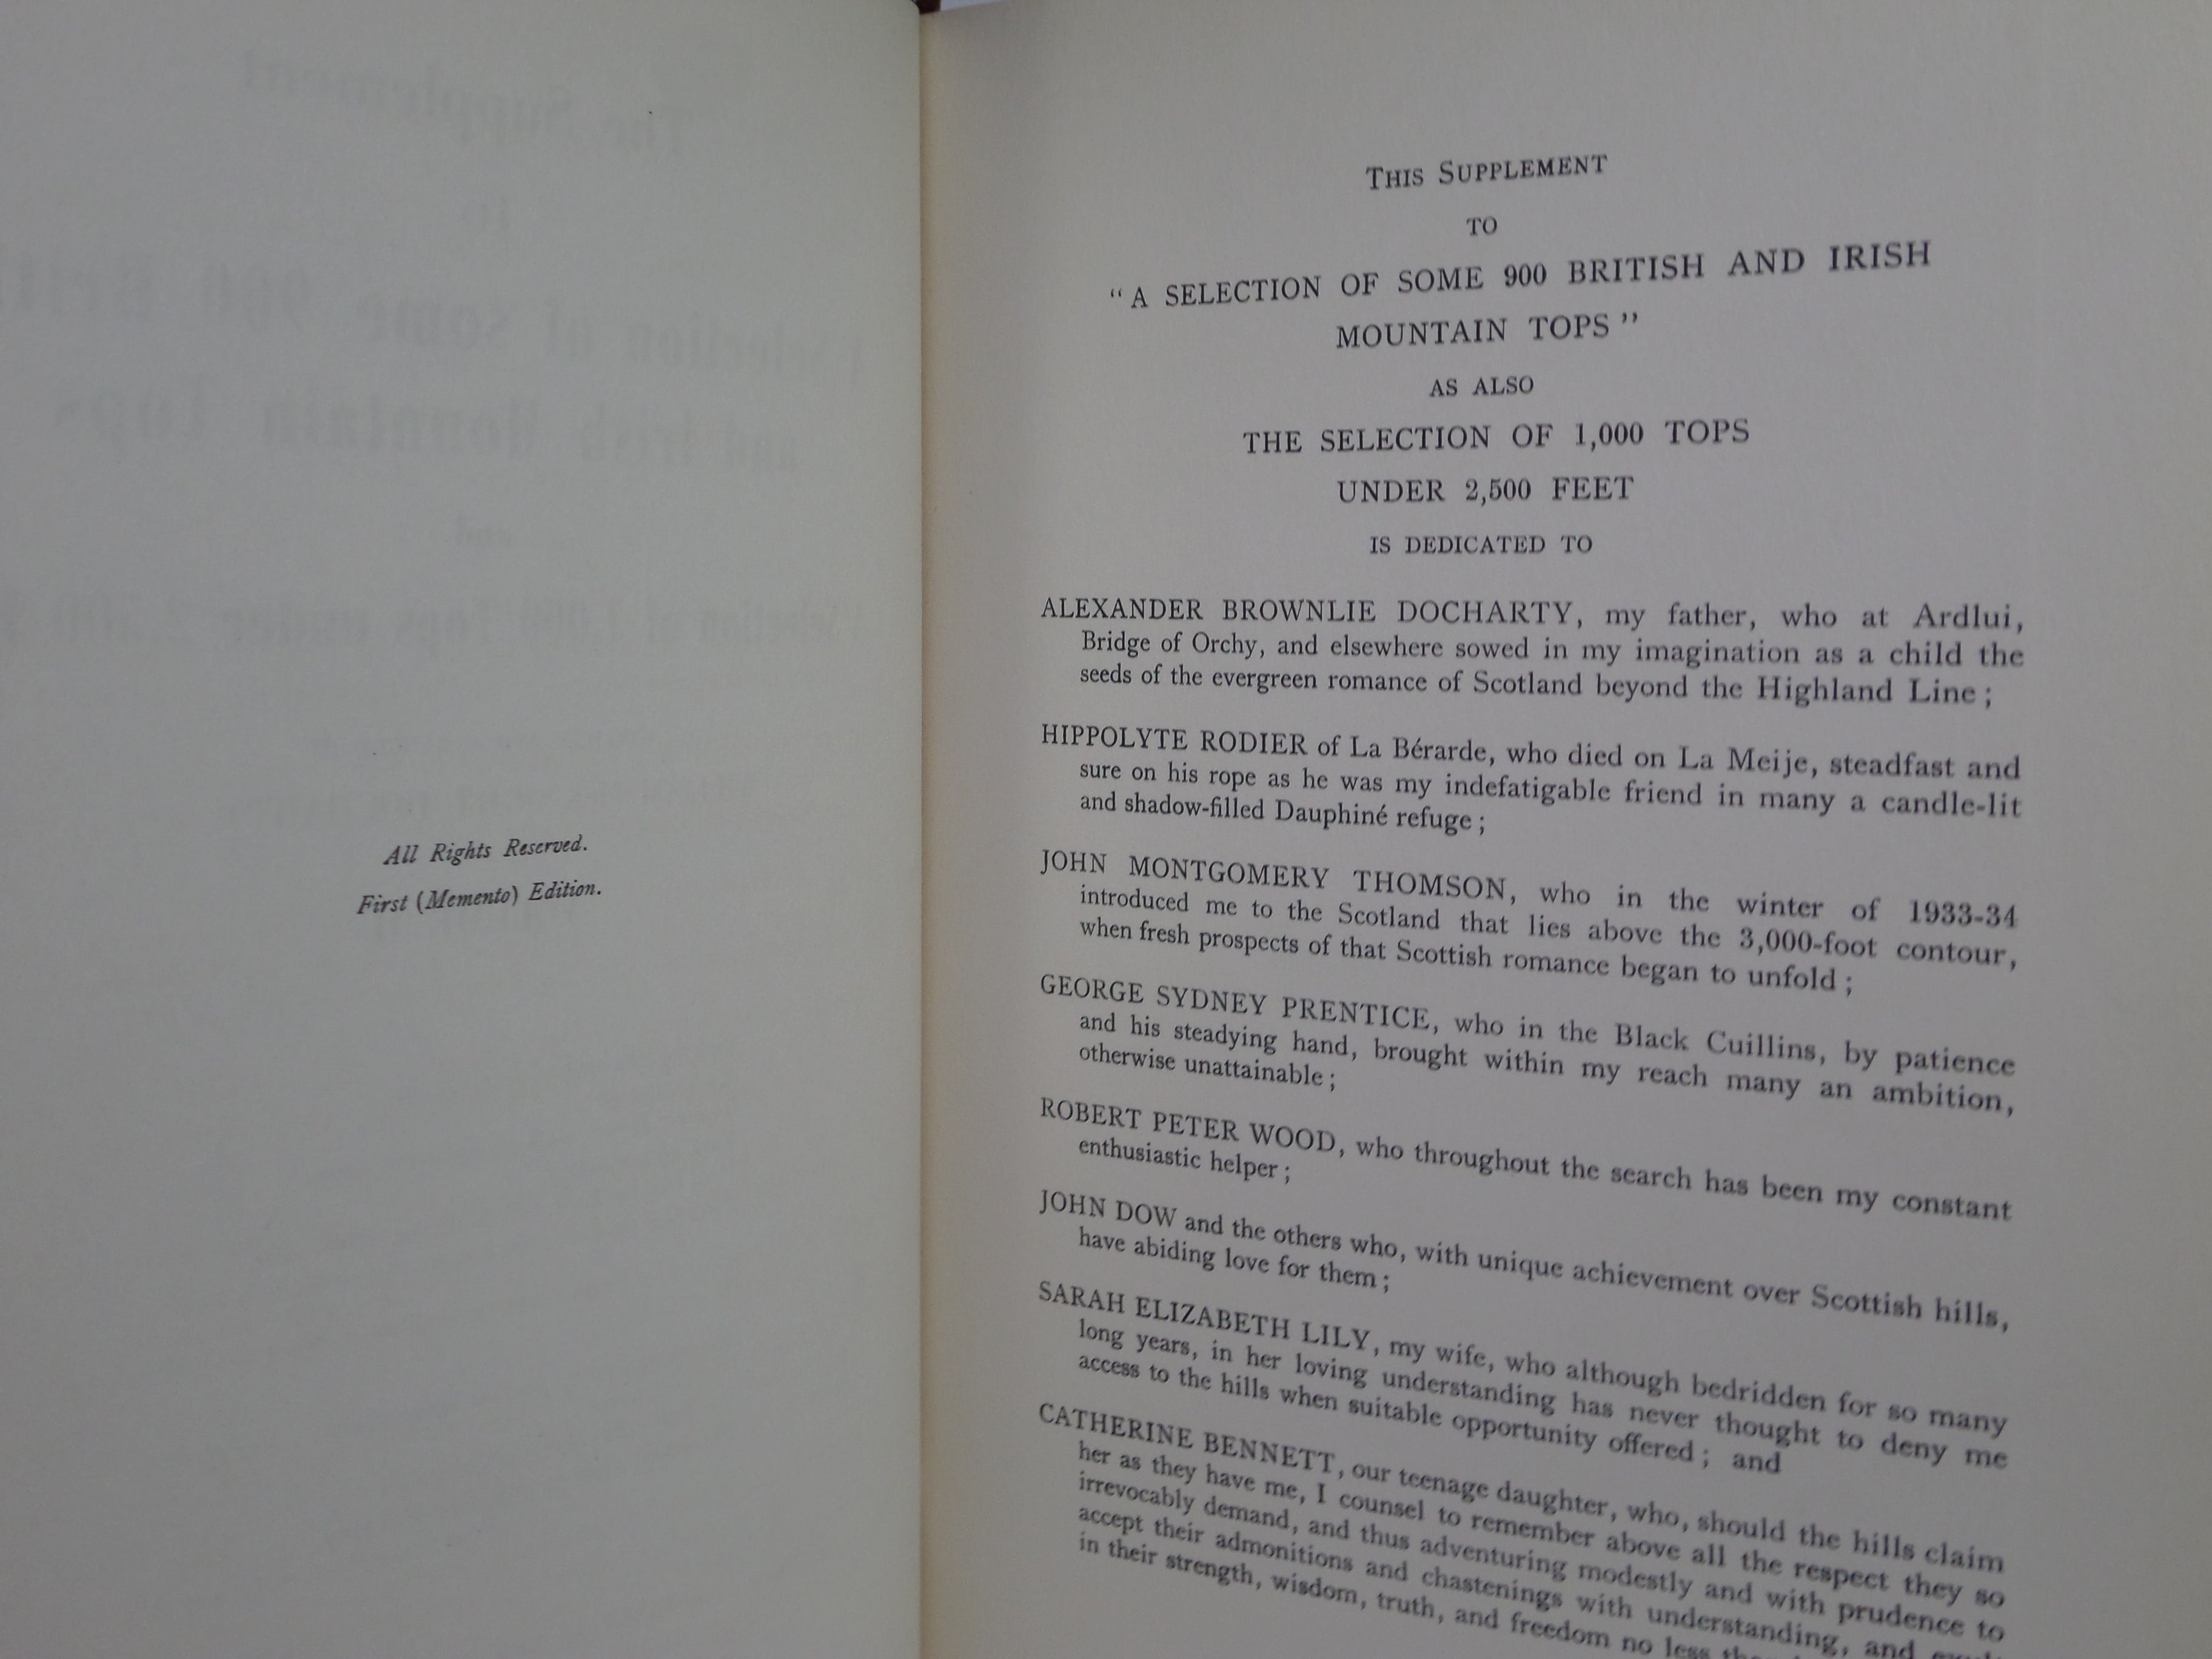 All Rights Reserved.
First (Memento) Edition.
THIS SUPPLEMENT
TO
“ A SELECTION OF SOME 900 BRITISH AND IRISH
MOUNTAIN TOPS ”
AS ALSO
THE SELECTION OF 1,000 TOPS
UNDER 2,500 FEET
IS DEDICATED TO
ALEXANDER BROWNLIE DOCHARTY, my father, who at Ardlui,
Bridge of Orchy, and elsewhere sowed in my imagination as a child the
seeds of the evergreen romance of Scotland beyond the Highland Line ;
HIPPOLYTE RODIER of La Bérarde, who died on La Meije, steadfast and
sure on his rope as he was my indefatigable friend in many a candle-lit
and shadow-filled Dauphiné refuge ;
JOHN MONTGOMERY THOMSON, who in the winter of 1933-34
introduced me to the Scotland that lies above the 3,000-foot contour,
when fresh prospects of that Scottish romance began to unfold ;
GEORGE SYDNEY PRENTICE, who in the Black Cuillins, by patience
and his steadying hand, brought within my reach many an ambition,
otherwise unattainable ;
ROBERT PETER WOOD, who throughout the search has been my constant
enthusiastic helper ;
JOHN DOW and the others who, with unique achievement over Scottish hills,
have abiding love for them ;
SARAH ELIZABETH LILY, my wife, who although bedridden for so many
long years, in her loving understanding has never thought to deny me
access to the hills when suitable opportunity offered ; and
CATHERINE BENNETT, our teenage daughter, who, should the hills claim
her as they have me, I counsel to remember above all the respect they so
irrevocably demand, and thus adventuring modestly and with prudence to
accept their admonitions and chastenings with understanding, and
in their strength, wisdom, truth, and freedom no less